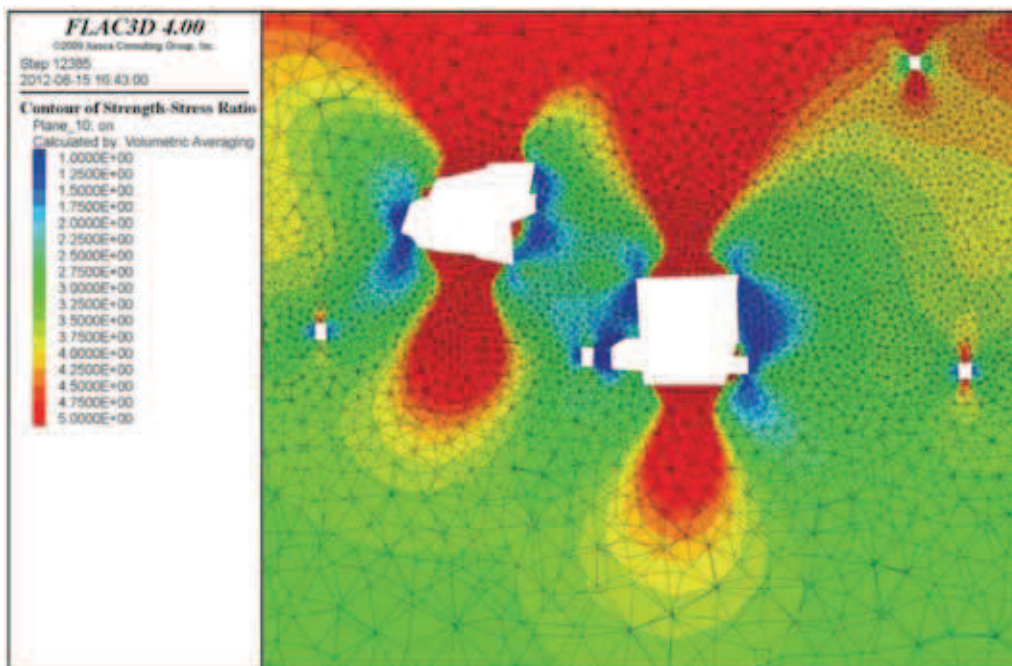 FLAC3D 4.00
©2009 Itasca Consulting Group, Inc.
Step 12385
2012-06-15 16:43:00
Contour of Strength-Stress Ratio
Plane_10: on
Calculated by: Volumetric Averaging
1.0000E+00
1.2500E+00
1.5000E+00
1.7500E+00
2.0000E+00
2.2500E+00
2.5000E+00
2.7500E+00
3.0000E+00
3.2500E+00
3.5000E+00
3.7500E+00
4.0000E+00
4.2500E+00
4.5000E+00
4.7500E+00
5.0000E+00